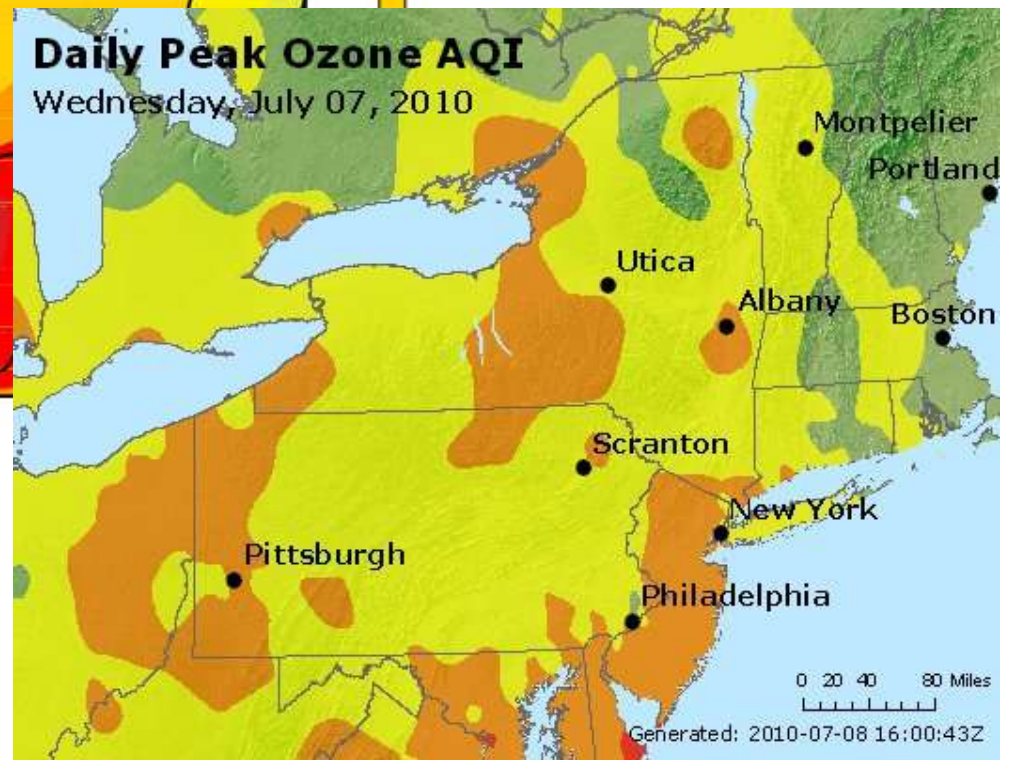 Daily Peak Ozone AQI
Wednesday, July 07, 2010
Montpelier
Portland
Utica
Albany
Boston
Scranton
New York
Pittsburgh
Philadelphia
0 20 40 80 Miles
Generated: 2010-07-08 16:00:43Z